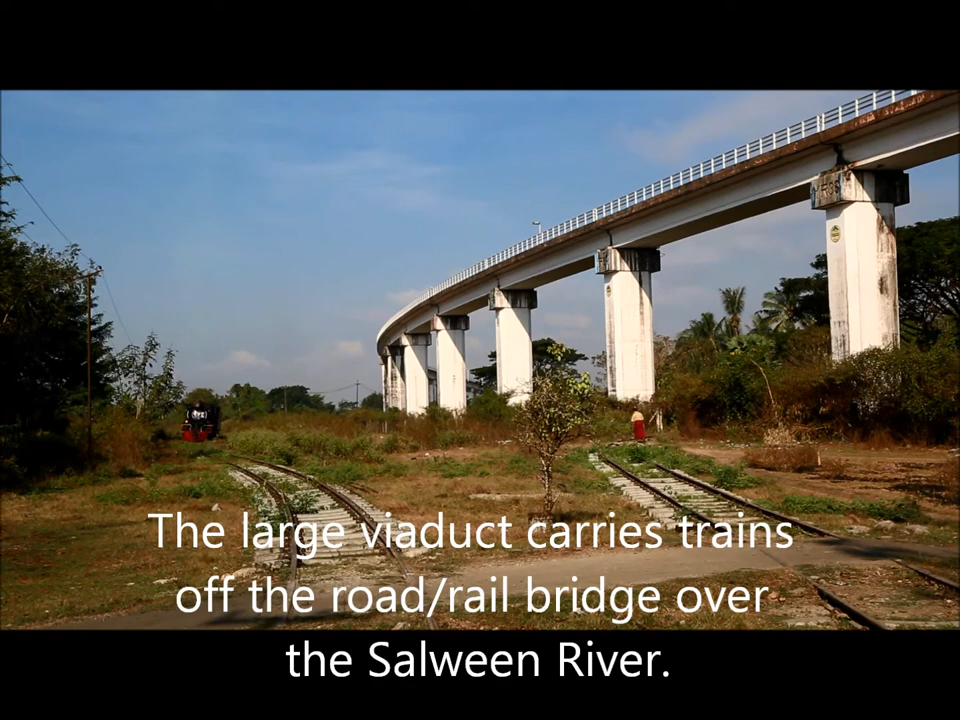 The large viaduct carries trains
off the road/rail bridge over
the Salween River.